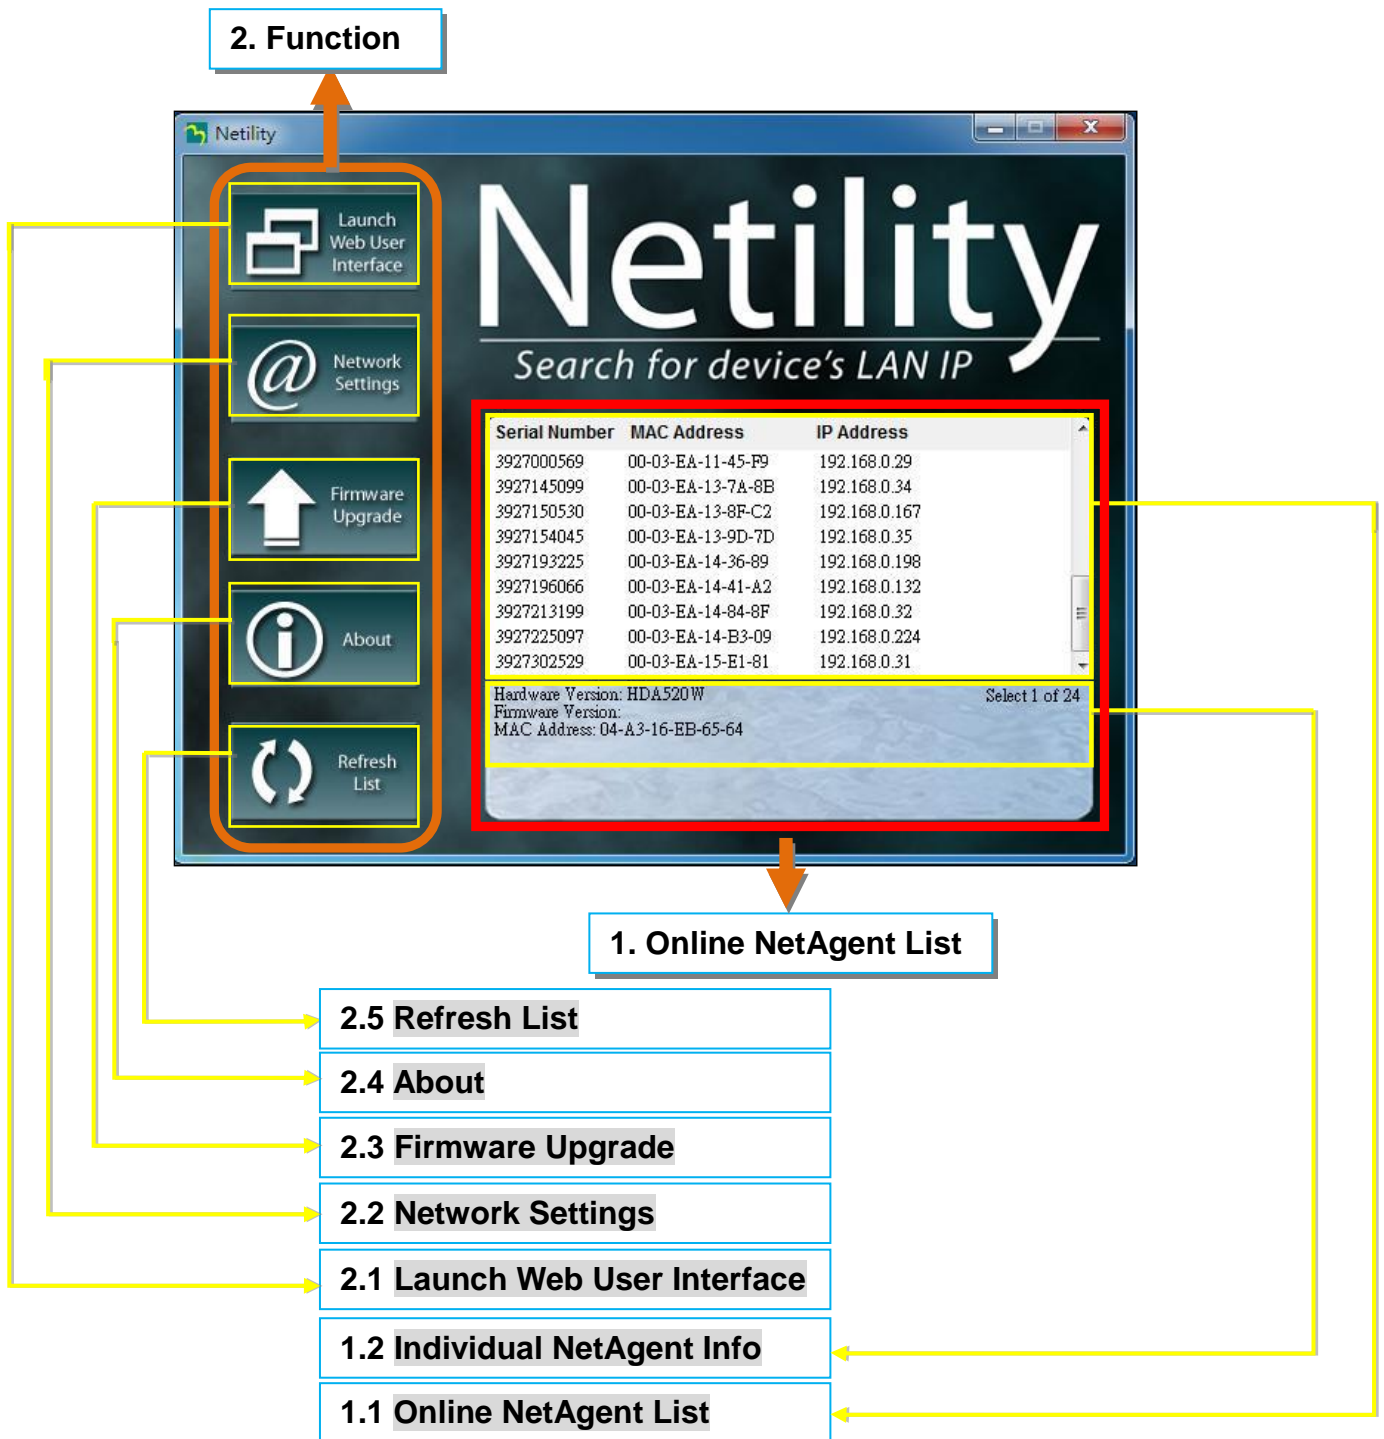 2. Function
Netility
Launch
Web User
Interface
Network
Settings
Firmware
Upgrade
About
Refresh
List
Netility
Search for device's LAN IP
Serial Number MAC Address IP Address
3927000569 00-03-EA-11-45-F9 192.168.0.29
3927145099 00-03-EA-13-7A-8B 192.168.0.34
3927150530 00-03-EA-13-8F-C2 192.168.0.167
3927154045 00-03-EA-13-9D-7D 192.168.0.35
3927193225 00-03-EA-14-36-89 192.168.0.198
3927196066 00-03-EA-14-41-A2 192.168.0.132
3927213199 00-03-EA-14-84-8F 192.168.0.32
3927225097 00-03-EA-14-B3-09 192.168.0.224
3927302529 00-03-EA-15-E1-81 192.168.0.31
Hardware Version: HDA520W Select 1 of 24
Firmware Version:
MAC Address: 04-A3-16-EB-65-64
1. Online NetAgent List
2.5 Refresh List
2.4 About
2.3 Firmware Upgrade
2.2 Network Settings
2.1 Launch Web User Interface
1.2 Individual NetAgent Info
1.1 Online NetAgent List